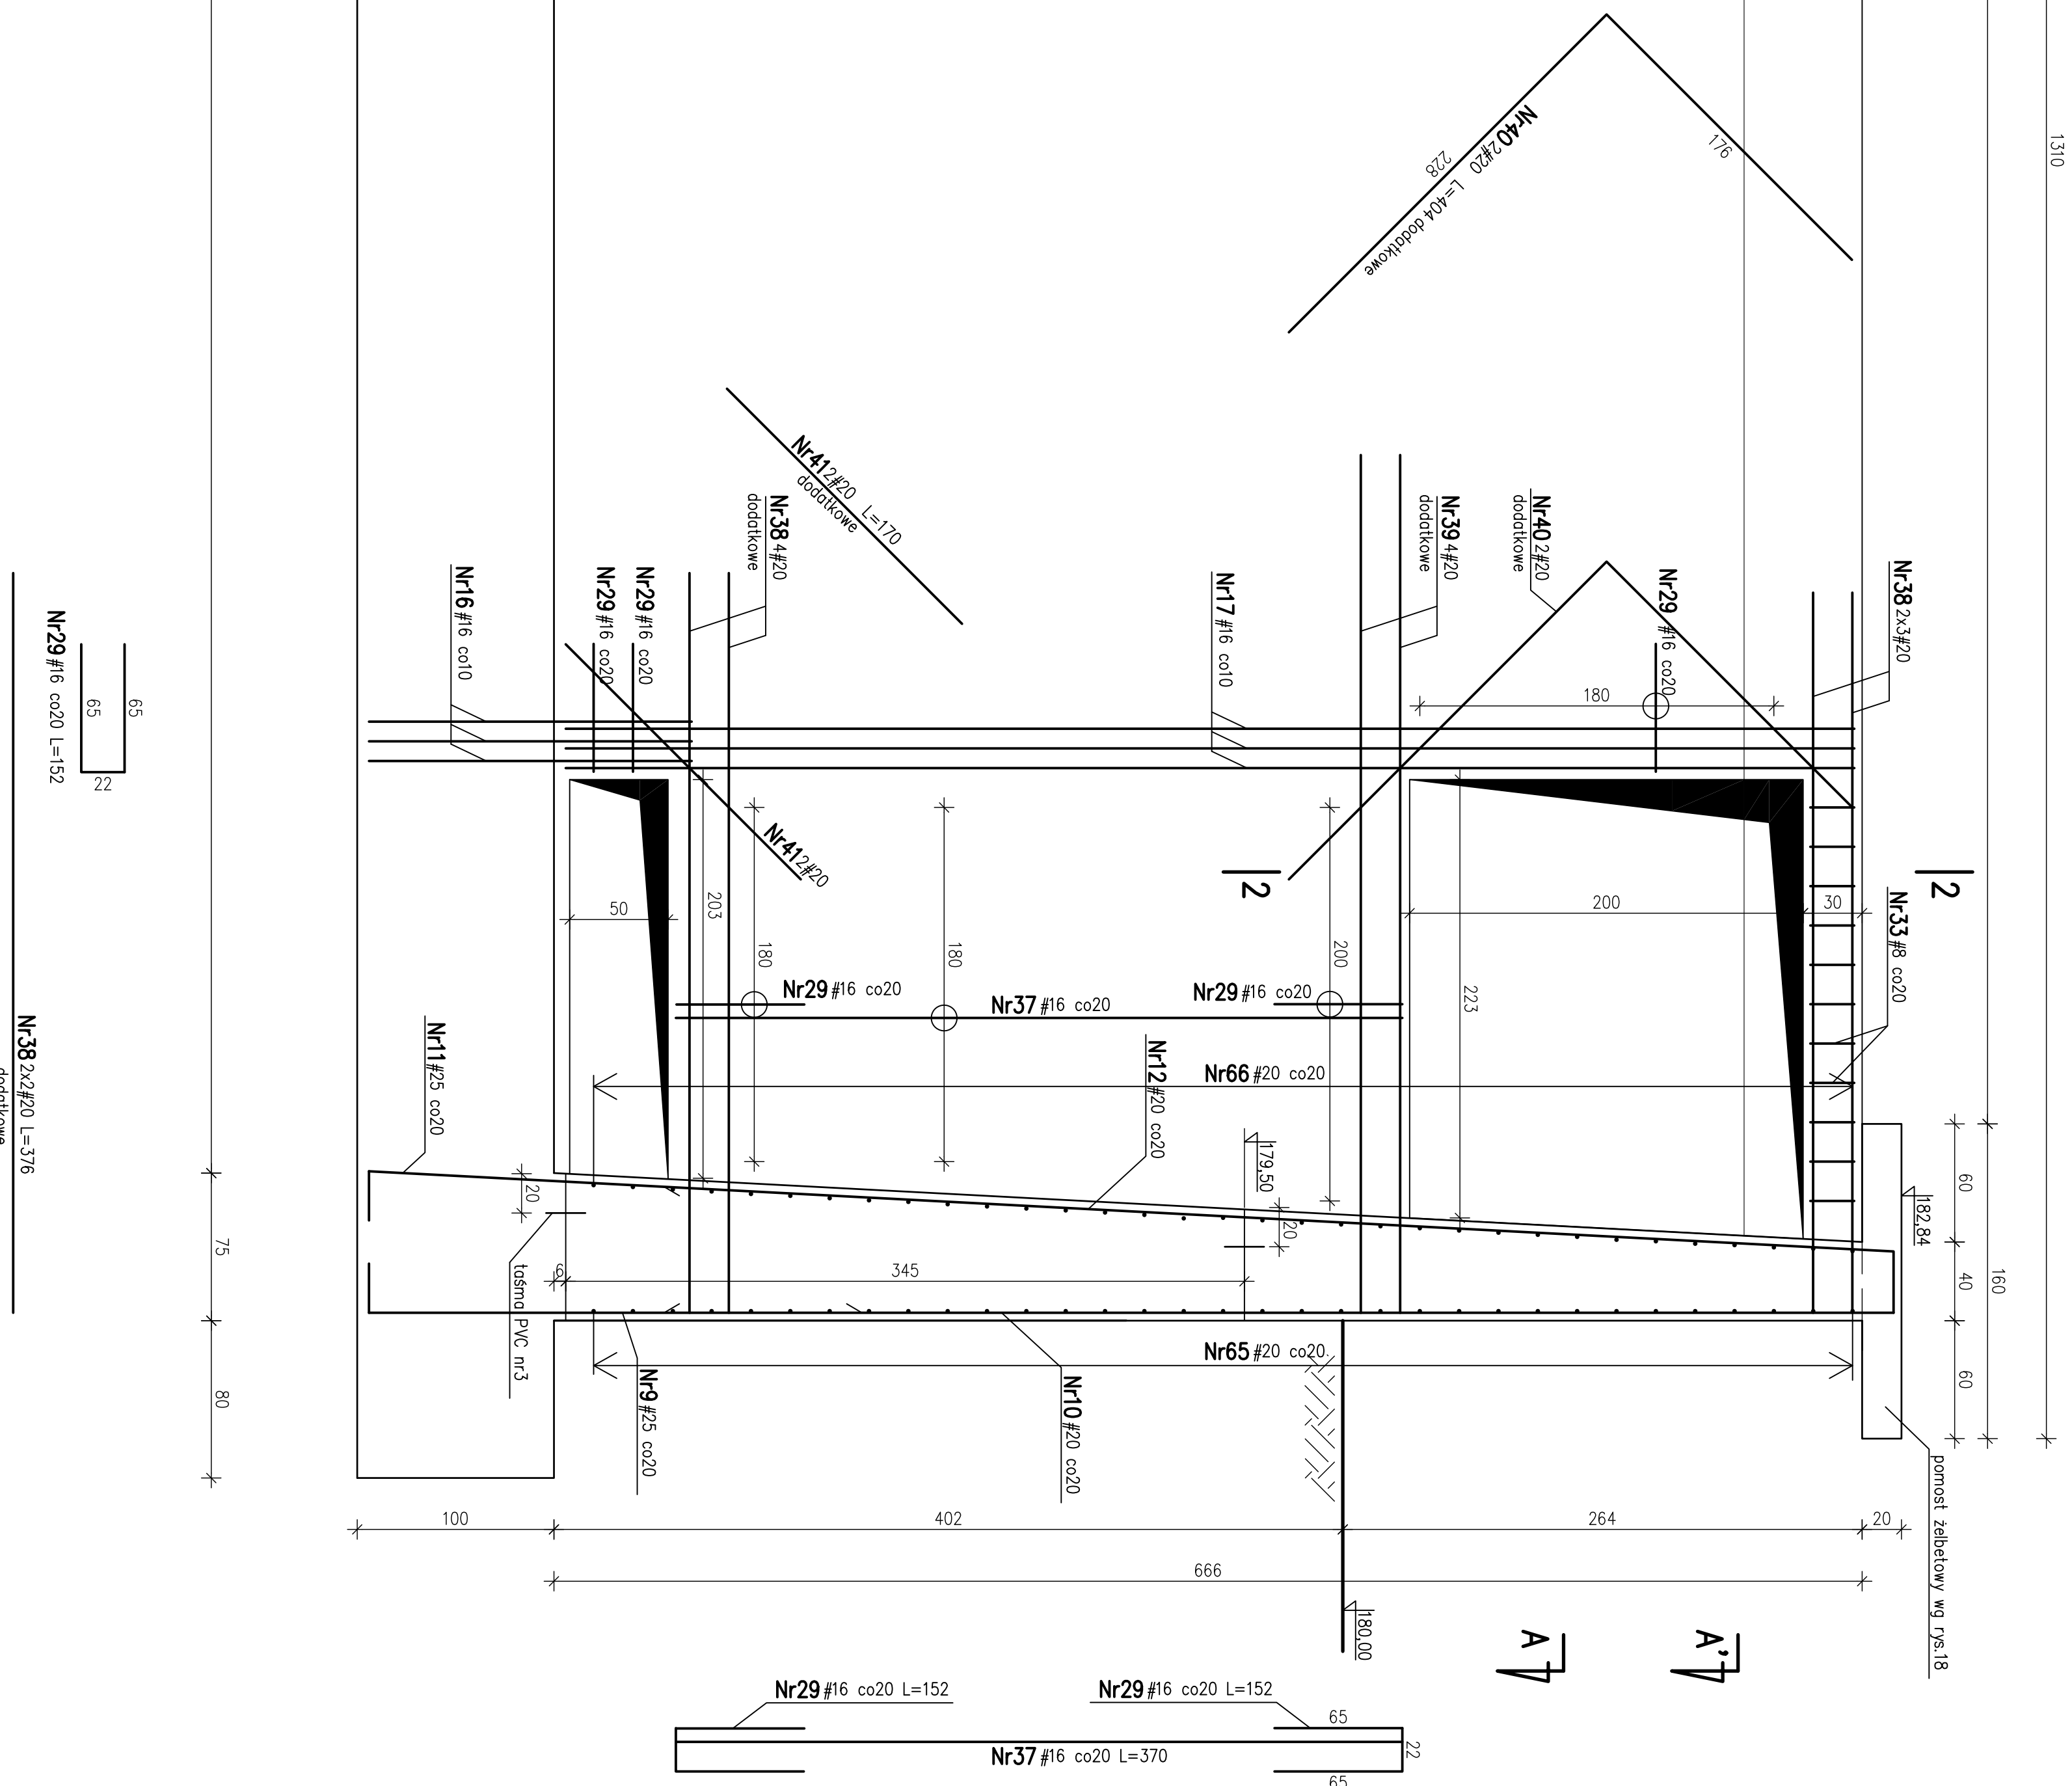 1310
176
228
Nr40 2#20 L=404 dodatkowe
Nr41 2#20 L=170
dodatkowe
Nr38 4#20
dodatkowe
Nr39 4#20
dodatkowe
Nr40 2#20
dodatkowe
Nr29 #16 co20
Nr38 2x3#20
Nr16 #16 co10
Nr29 #16 co20
Nr29 #16 co20
Nr17 #16 co10
180
Nr29 #16 co20 L=152
65
65
22
Nr41 2#20
2
2
50
203
200
30
Nr33 #8 co20
180
180
200
223
Nr29 #16 co20
Nr37 #16 co20
Nr29 #16 co20
Nr38 2x2#20 L=376
dodatkowe
Nr11 #25 co20
Nr12 #20 co20
Nr66 #20 co20
179,50
182,84
20
20
60
40
60
160
75
80
6
345
taśma PVC nr3
Nr65 #20 co20
Nr9 #25 co20
Nr10 #20 co20
pomost żelbetowy wg rys.18
100
402
264
20
666
180,00
A
A'
Nr29 #16 co20 L=152
Nr29 #16 co20 L=152
65
22
Nr37 #16 co20 L=370
65